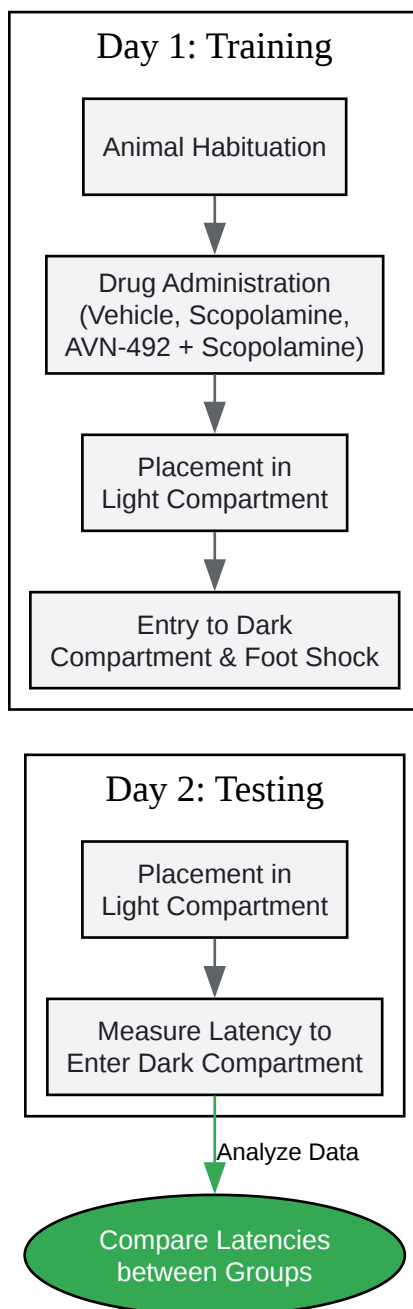 Day 1: Training
Animal Habituation
Drug Administration
(Vehicle, Scopolamine,
AVN-492 + Scopolamine)
Placement in
Light Compartment
Entry to Dark
Compartment & Foot Shock
Day 2: Testing
Placement in
Light Compartment
Measure Latency to
Enter Dark Compartment
Analyze Data
Compare Latencies
between Groups